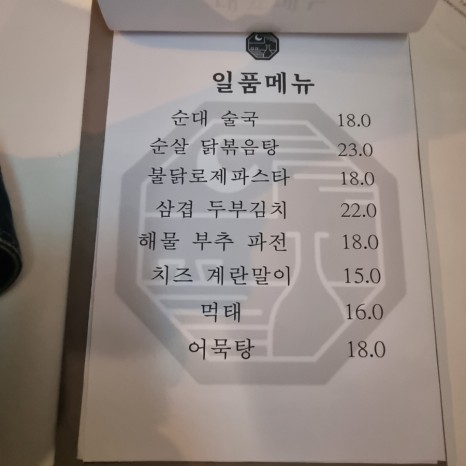 일품메뉴
순대 술국 18.0
순살 닭볶음탕 23.0
불닭로제파스타 18.0
삼겹 두부김치 22.0
해물 부추 파전 18.0
치즈 계란말이 15.0
먹태 16.0
어묵탕 18.0